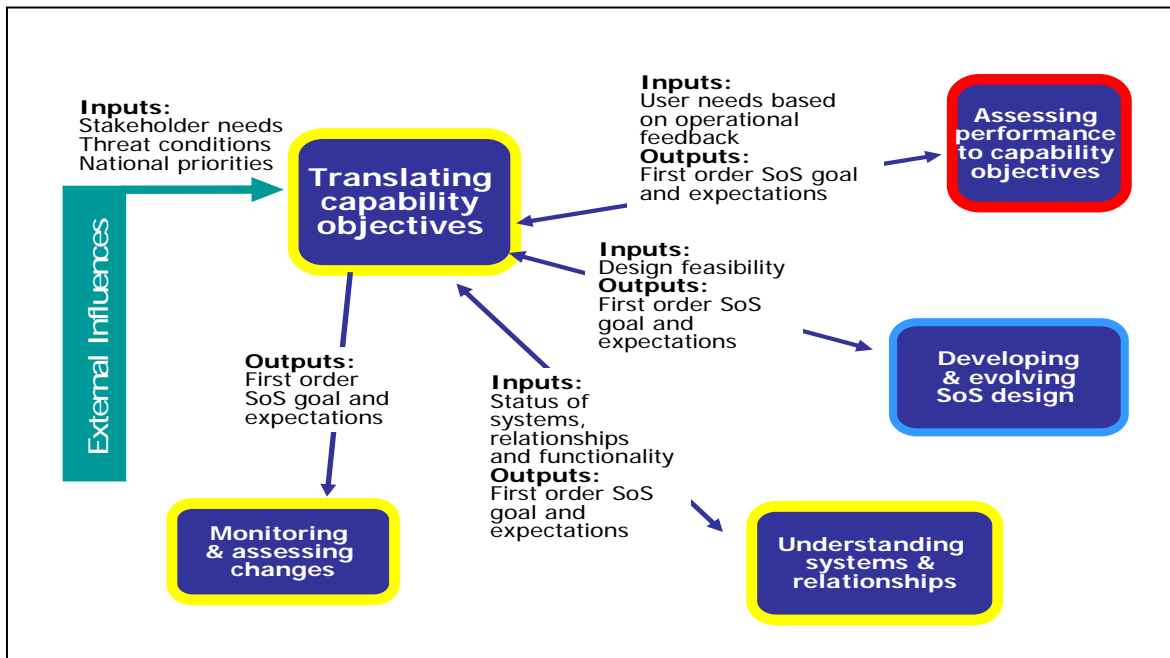 Inputs:
Stakeholder needs
Threat conditions
National priorities
External Influences
Translating
capability
objectives
Inputs:
User needs based
on operational
feedback
Outputs:
First order SoS goal
and expectations
Assessing
performance
to capability
objectives
Inputs:
Design feasibility
Outputs:
First order SoS
goal and
expectations
Developing
& evolving
SoS design
Outputs:
First order
SoS goal and
expectations
Inputs:
Status of
systems,
relationships
and functionality
Outputs:
First order SoS
goal and
expectations
Monitoring
& assessing
changes
Understanding
systems &
relationships